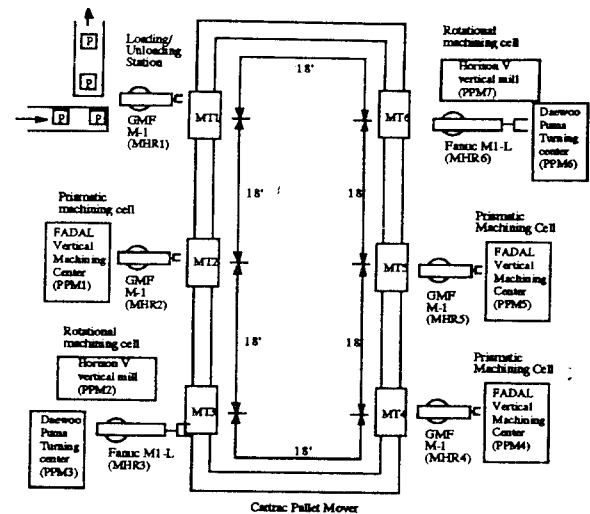 P
P
P
P
Loading/
Unloading
Station
GMF
M-1
(MHR1)
MT1
18'
MT6
Rotational
machining cell
Horizon V
vertical mill
(PPM7)
Daewoo
Puma
Turning
center
(PPM6)
Fanuc M1-L
(MHR6)
18'
18'
Prismatic
machining cell
FADAL
Vertical
Machining
Center
(PPM1)
GMF
M-1
(MHR2)
MT2
MT5
Prismatic
Machining Cell
FADAL
Vertical
Machining
Center
(PPM5)
GMF
M-1
(MHR5)
Rotational
machining cell
Horizon V
vertical mill
(PPM2)
18'
18'
Prismatic
Machining Cell
FADAL
Vertical
Machining
Center
(PPM4)
GMF
M-1
(MHR4)
MT3
MT4
Daewoo
Puma
Turning
center
(PPM3)
Fanuc M1-L
(MHR3)
18'
Cartrac Pallet Mover